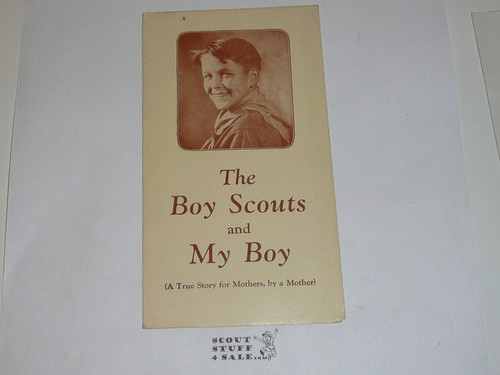 The
Boy Scouts
and
My Boy
(A True Story for Mothers, by a Mother)
SCOUT
STUFF
4 SALE.com